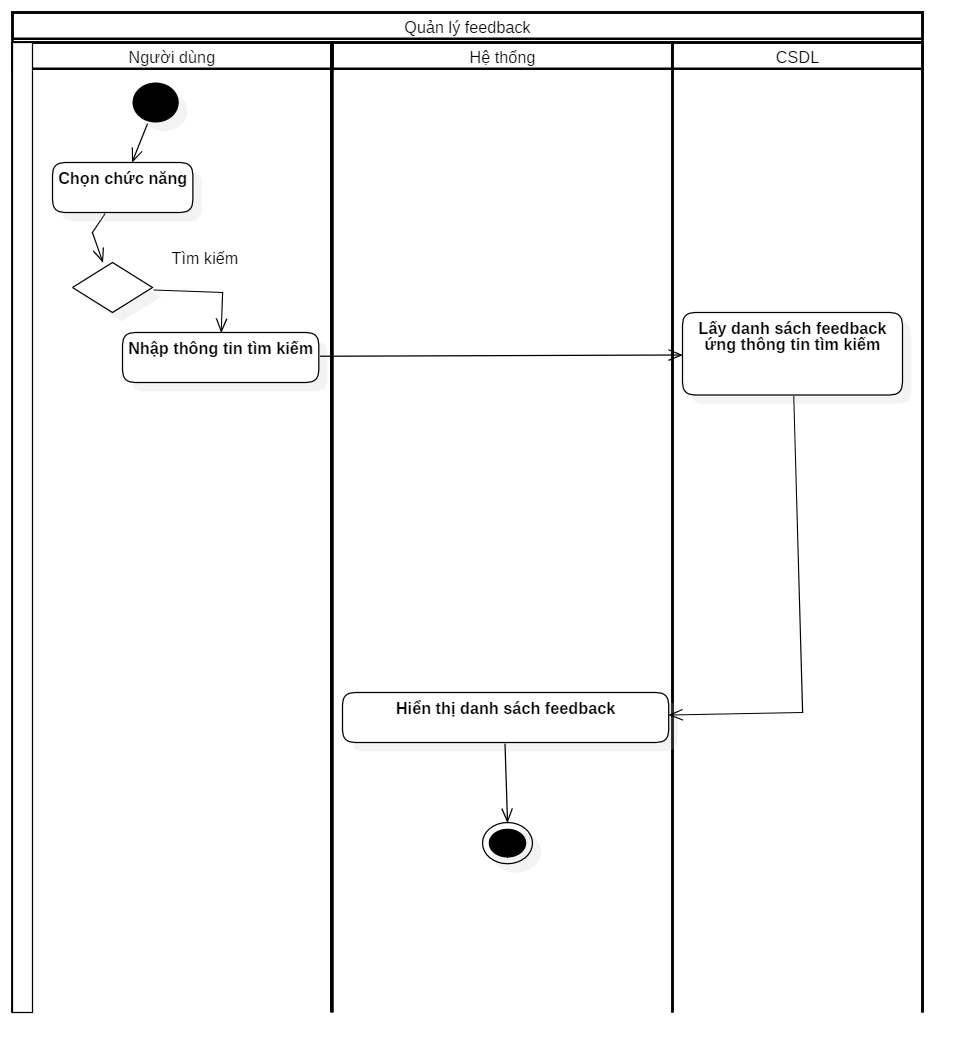 Quản lý feedback
Người dùng
Hệ thống
CSDL
Chọn chức năng
Tìm kiếm
Nhập thông tin tìm kiếm
Lấy danh sách feedback
ứng thông tin tìm kiếm
Hiển thị danh sách feedback